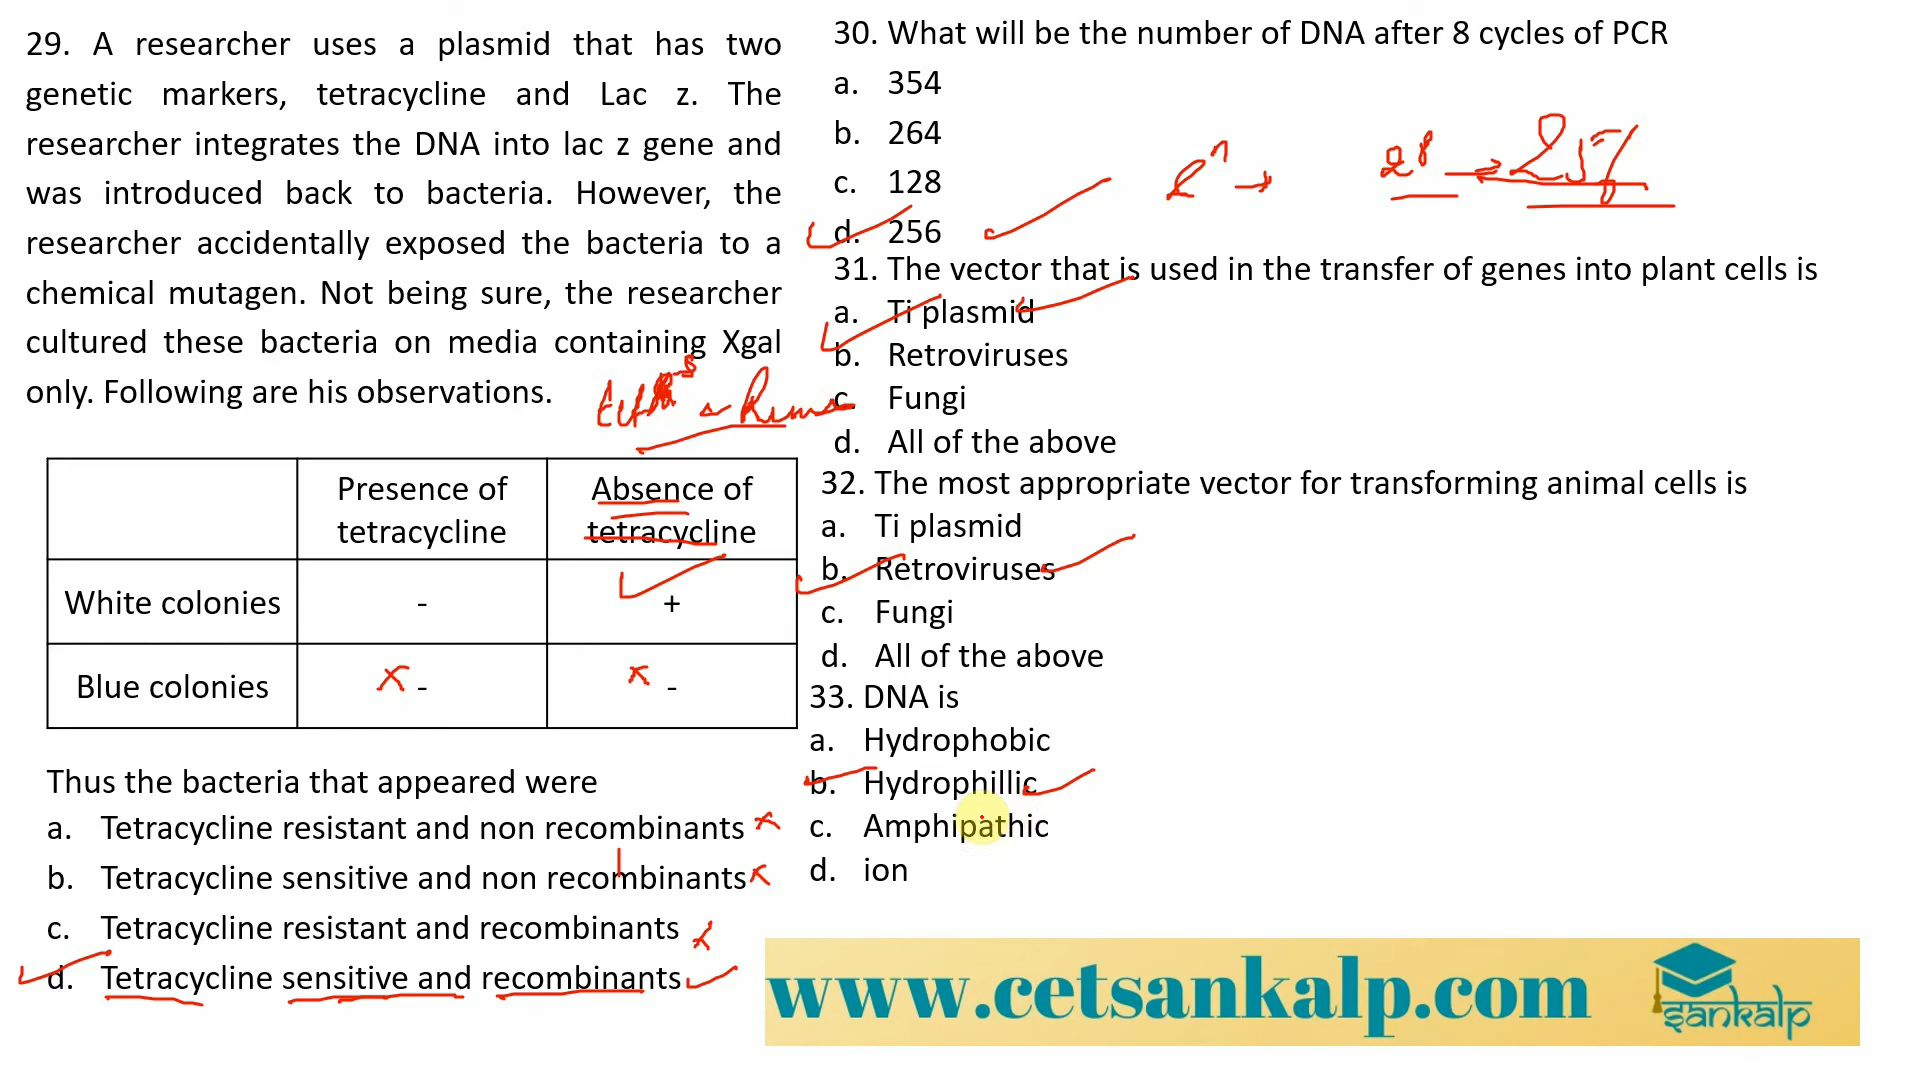 29. A researcher uses a plasmid that has two
genetic markers, tetracycline and Lac z. The
researcher integrates the DNA into lac z gene and
was introduced back to bacteria. However, the
researcher accidentally exposed the bacteria to a
chemical mutagen. Not being sure, the researcher
cultured these bacteria on media containing Xgal
only. Following are his observations.
Presence of
tetracycline
Absence of
tetracycline
White colonies - +
Blue colonies - -
Thus the bacteria that appeared were
a. Tetracycline resistant and non recombinants
b. Tetracycline sensitive and non recombinants
c. Tetracycline resistant and recombinants
d. Tetracycline sensitive and recombinants
30. What will be the number of DNA after 8 cycles of PCR
a. 354
b. 264
c. 128
d. 256
2^8
31. The vector that is used in the transfer of genes into plant cells is
a. Ti plasmid
b. Retroviruses
c. Fungi
d. All of the above
32. The most appropriate vector for transforming animal cells is
a. Ti plasmid
b. Retroviruses
c. Fungi
d. All of the above
33. DNA is
a. Hydrophobic
b. Hydrophillic
c. Amphipathic
d. ion
www.cetsankalp.com
sankalp